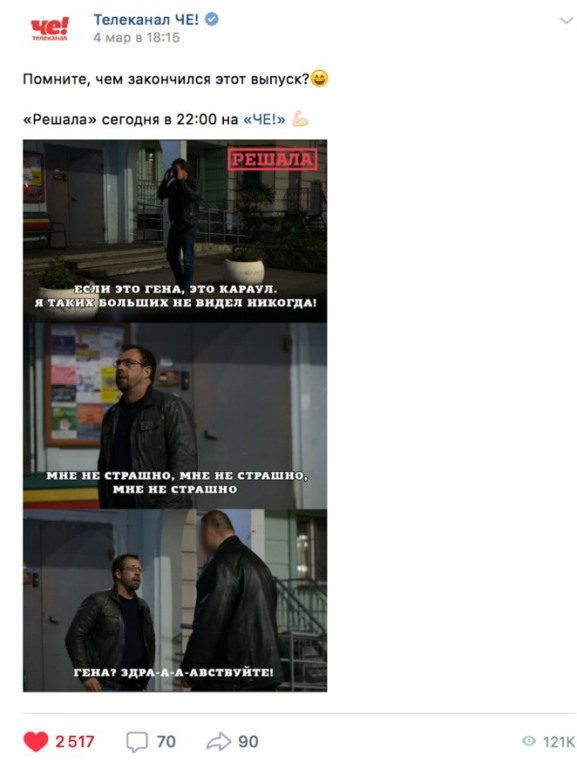 че!
ТЕЛЕКАНАЛ
Телеканал ЧЕ!
4 мар в 18:15
Помните, чем закончился этот выпуск?
«Решала» сегодня в 22:00 на «ЧЕ!»
РЕШАЛА
ЕСЛИ ЭТО ГЕНА, ЭТО КАРАУЛ.
Я ТАКИХ БОЛЬШИХ НЕ ВИДЕЛ НИКОГДА!
МНЕ НЕ СТРАШНО, МНЕ НЕ СТРАШНО,
МНЕ НЕ СТРАШНО
ГЕНА? ЗДРА-А-А-АВСТВУЙТЕ!
2 517 70 90 121K